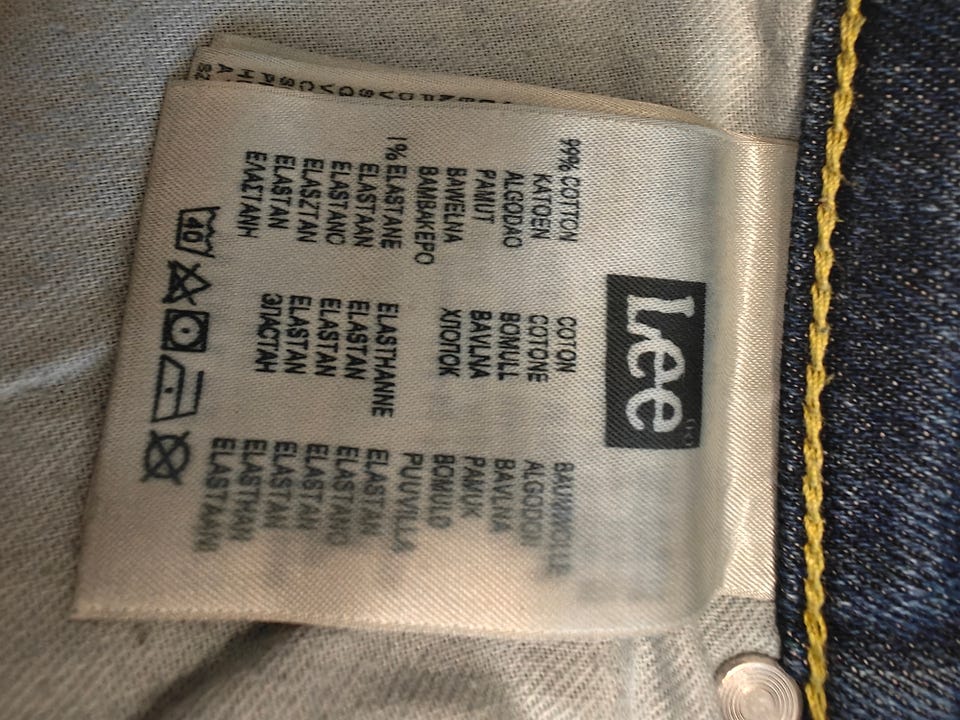 Lee
99% COTTON COTON BAUMWOLLE
KATOEN COTONE ALGODON
ALGODAO BOMULL BAVLNA
PAMUT BAVLNA PAMUK
BAWELNA ХЛОПОК BOMULD
ΒΑΜΒΑΚΕΡΟ PUUVILLA
1% ELASTANE ELASTHANNE ELASTAN
ELASTAAN ELASTAN ELASTANO
ELASTANO ELASTAN ELASTAN
ELASZTAN ELASTAN ELASTAN
ELASTAN ЭЛАСТАН ELASTHAN
ΕΛΑΣΤΑΝΗ ELASTAANI
40